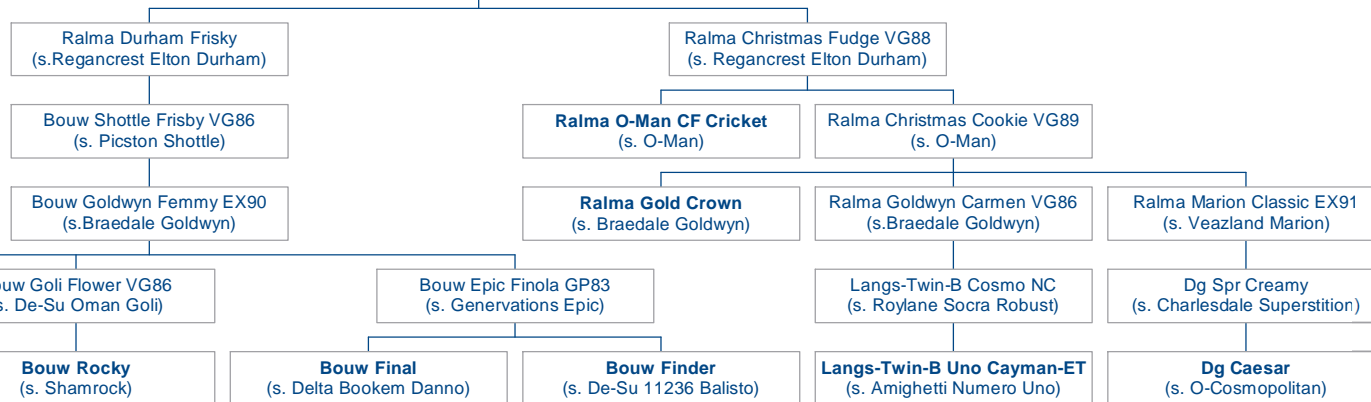 Ralma Durham Frisky
(s.Regancrest Elton Durham)
Ralma Christmas Fudge VG88
(s. Regancrest Elton Durham)
Bouw Shottle Frisby VG86
(s. Picston Shottle)
Ralma O-Man CF Cricket
(s. O-Man)
Ralma Christmas Cookie VG89
(s. O-Man)
Bouw Goldwyn Femmy EX90
(s.Braedale Goldwyn)
Ralma Gold Crown
(s. Braedale Goldwyn)
Ralma Goldwyn Carmen VG86
(s.Braedale Goldwyn)
Ralma Marion Classic EX91
(s. Veazland Marion)
Goli Flower VG86
s. De-Su Oman Goli)
Bouw Epic Finola GP83
(s. Genervations Epic)
Langs-Twin-B Cosmo NC
(s. Roylane Socra Robust)
Dg Spr Creamy
(s. Charlesdale Superstition)
Bouw Rocky
(s. Shamrock)
Bouw Final
(s. Delta Bookem Danno)
Bouw Finder
(s. De-Su 11236 Balisto)
Langs-Twin-B Uno Cayman-ET
(s. Amighetti Numero Uno)
Dg Caesar
(s. O-Cosmopolitan)